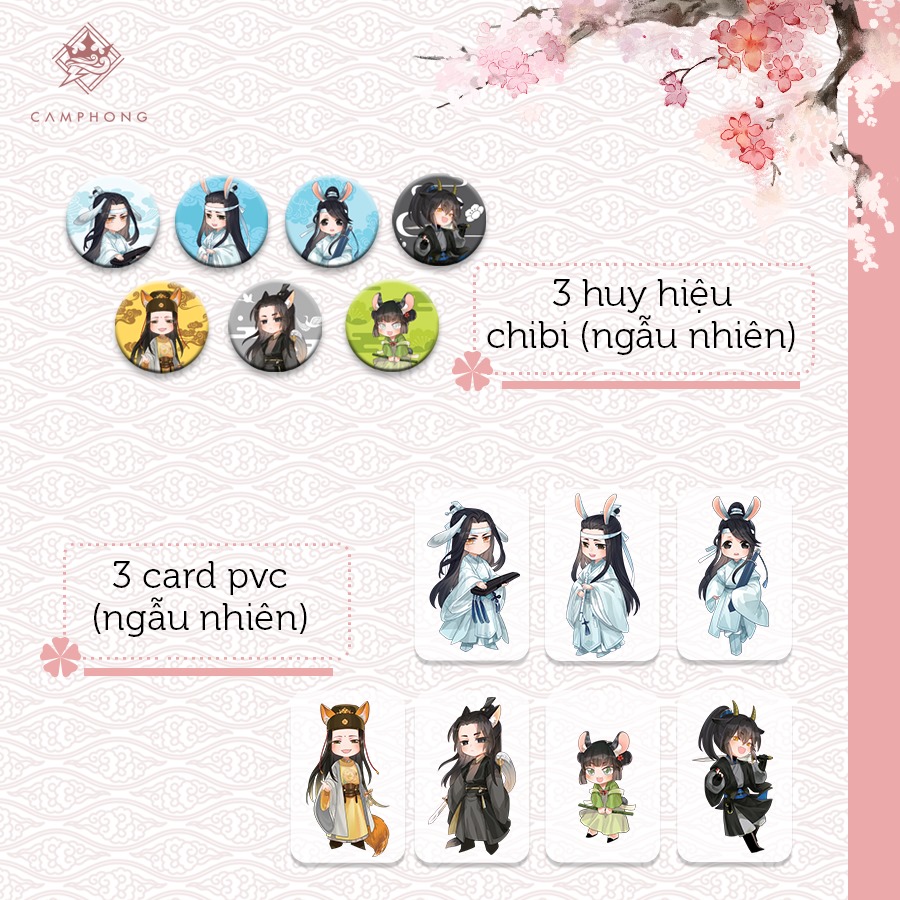 CAMPHONG
3 huy hiệu
chibi (ngẫu nhiên)
3 card pvc
(ngẫu nhiên)